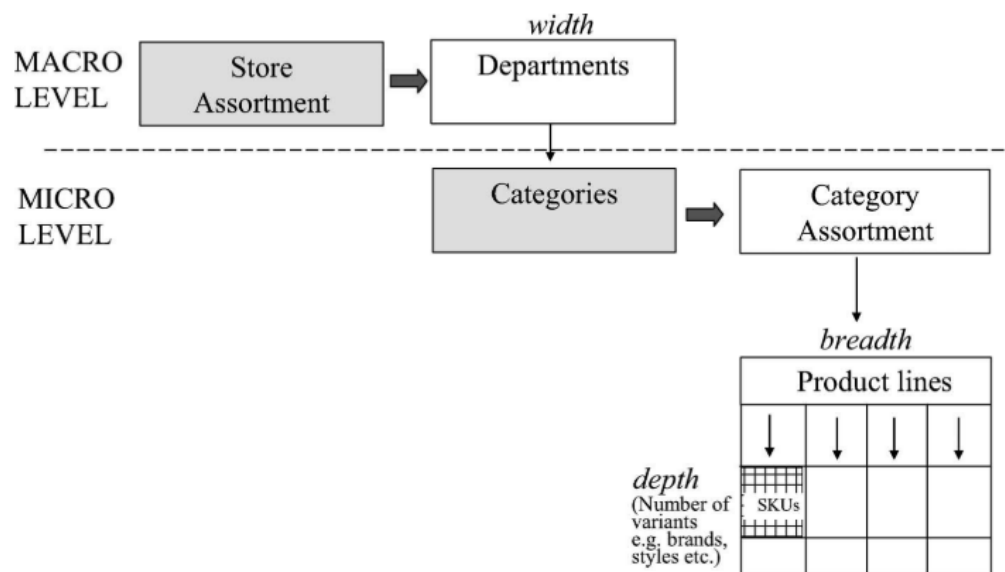 width
MACRO
LEVEL
Store
Assortment
Departments
MICRO
LEVEL
Categories
Category
Assortment
breadth
Product lines
depth
(Number of
variants
e.g. brands,
styles etc.)
SKUs